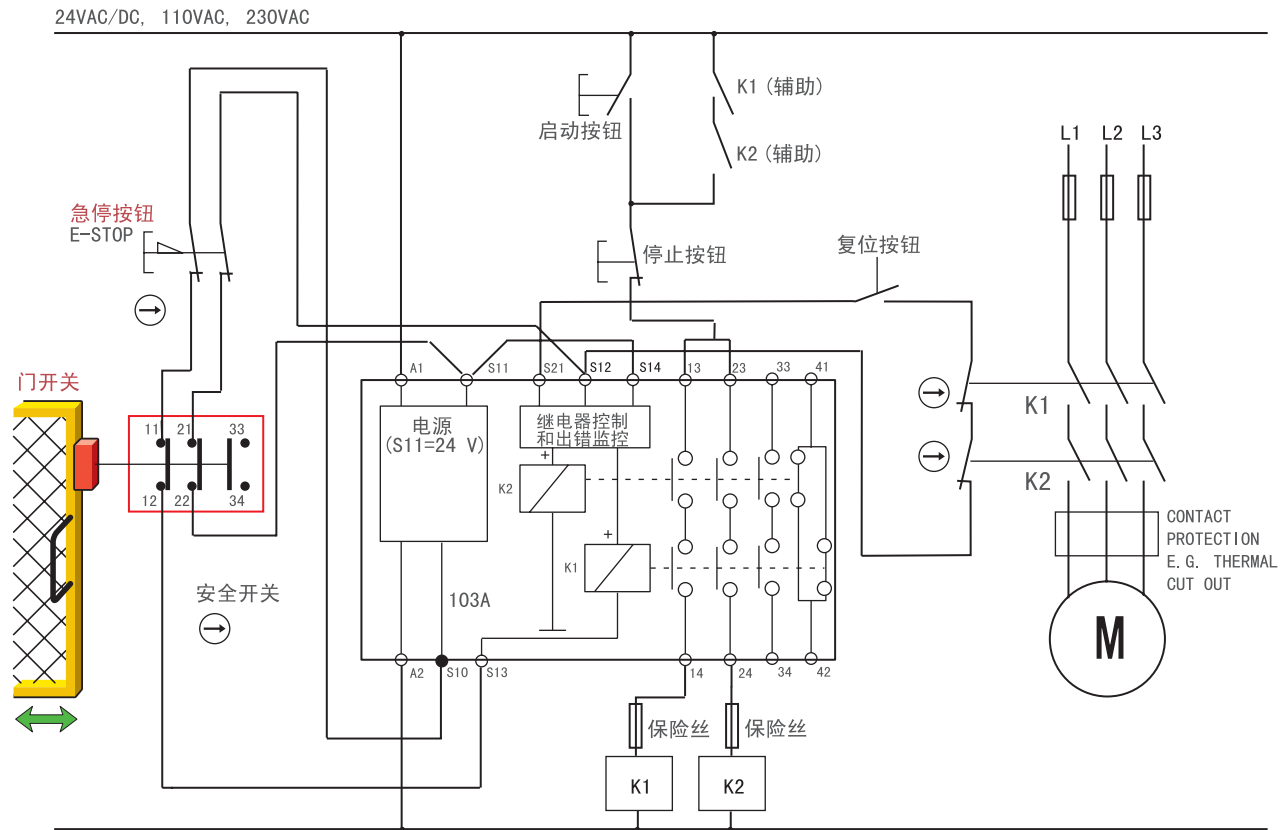 24VAC/DC, 110VAC, 230VAC
K1 (辅助)
启动按钮
K2 (辅助)
L1 L2 L3
急停按钮
E-STOP
停止按钮
复位按钮
A1 S11 S21 S12 S14 13 23 33 41
门开关
电源
(S11=24 V)
继电器控制
和出错监控
K1
11 21 33
+
K2
K2
12 22 34
CONTACT
PROTECTION
E.G. THERMAL
CUT OUT
+
K1
安全开关
103A
M
A2 S10 S13 14 24 34 42
保险丝 保险丝
K1 K2